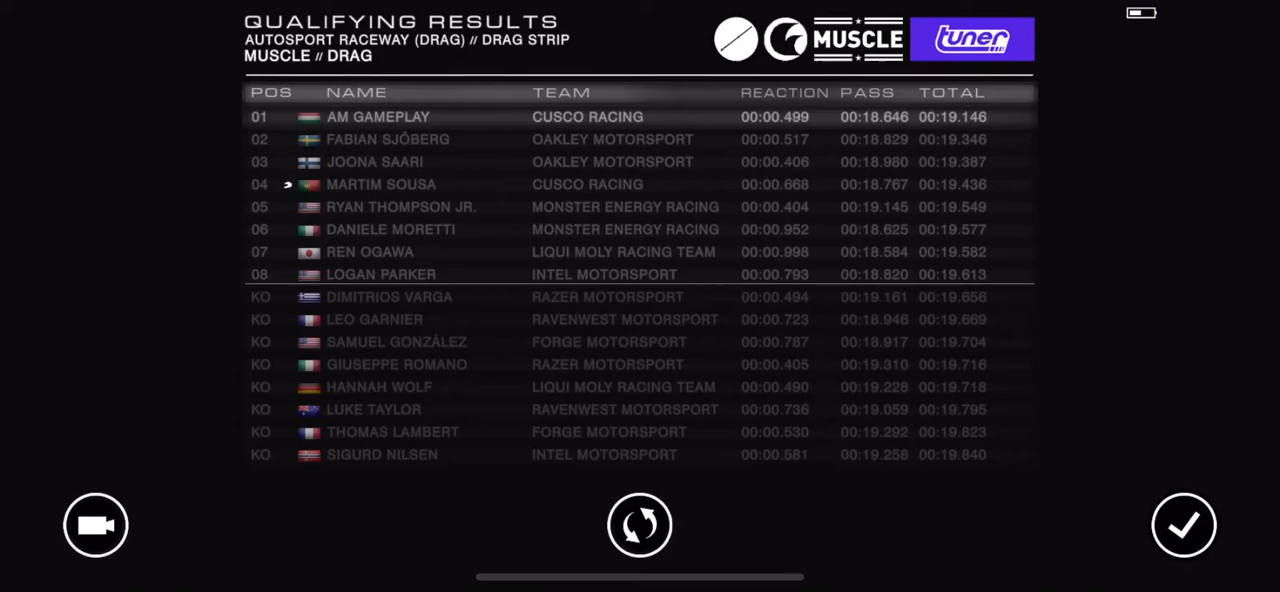 QUALIFYING RESULTS
AUTOSPORT RACEWAY (DRAG) // DRAG STRIP
MUSCLE // DRAG
MUSCLE
tuner
POS NAME TEAM REACTION PASS TOTAL
01 AM GAMEPLAY CUSCO RACING 00:00.499 00:18.646 00:19.146
02 FABIAN SJÖBERG OAKLEY MOTORSPORT 00:00.517 00:18.829 00:19.346
03 JOONA SAARI OAKLEY MOTORSPORT 00:00.406 00:18.980 00:19.387
04 MARTIM SOUSA CUSCO RACING 00:00.668 00:18.767 00:19.436
05 RYAN THOMPSON JR. MONSTER ENERGY RACING 00:00.404 00:19.145 00:19.549
06 DANIELE MORETTI MONSTER ENERGY RACING 00:00.952 00:18.625 00:19.577
07 REN OGAWA LIQUI MOLY RACING TEAM 00:00.998 00:18.584 00:19.582
08 LOGAN PARKER INTEL MOTORSPORT 00:00.793 00:18.820 00:19.613
KO DIMITRIOS VARGA RAZER MOTORSPORT 00:00.494 00:19.161 00:19.656
KO LEO GARNIER RAVENWEST MOTORSPORT 00:00.723 00:18.946 00:19.669
KO SAMUEL GONZÁLEZ FORGE MOTORSPORT 00:00.787 00:18.917 00:19.704
KO GIUSEPPE ROMANO RAZER MOTORSPORT 00:00.405 00:19.310 00:19.716
KO HANNAH WOLF LIQUI MOLY RACING TEAM 00:00.490 00:19.228 00:19.718
KO LUKE TAYLOR RAVENWEST MOTORSPORT 00:00.736 00:19.059 00:19.795
KO THOMAS LAMBERT FORGE MOTORSPORT 00:00.530 00:19.292 00:19.823
KO SIGURD NILSEN INTEL MOTORSPORT 00:00.581 00:19.258 00:19.840